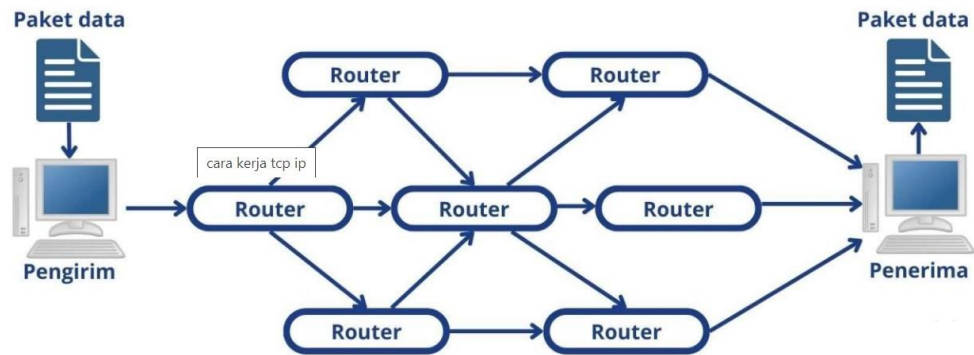 Paket data
Paket data
Router
Router
cara kerja tcp ip
Router
Router
Router
Pengirim
Penerima
Router
Router